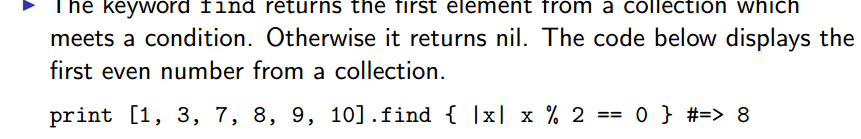 ▶ The keyword find returns the first element from a collection which
meets a condition. Otherwise it returns nil. The code below displays the
first even number from a collection.
print [1, 3, 7, 8, 9, 10].find { |x| x % 2 == 0 } #=> 8